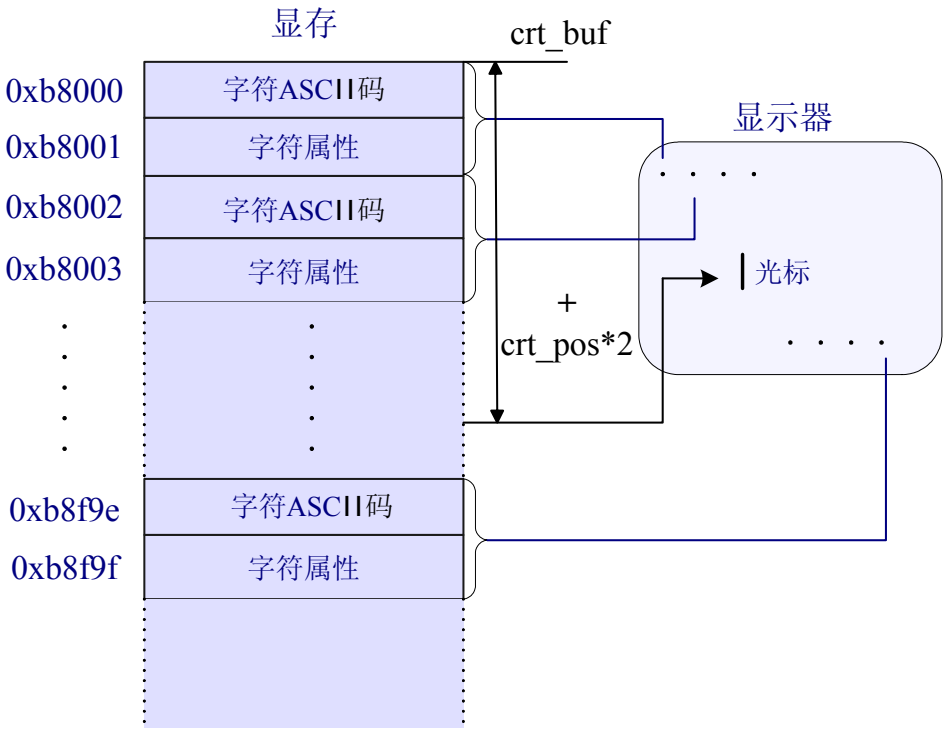 显存
crt_buf
0xb8000 字符ASCII码
显示器
0xb8001 字符属性
0xb8002 字符ASCII码
0xb8003 字符属性
光标
+
crt_pos*2
0xb8f9e 字符ASCII码
0xb8f9f 字符属性